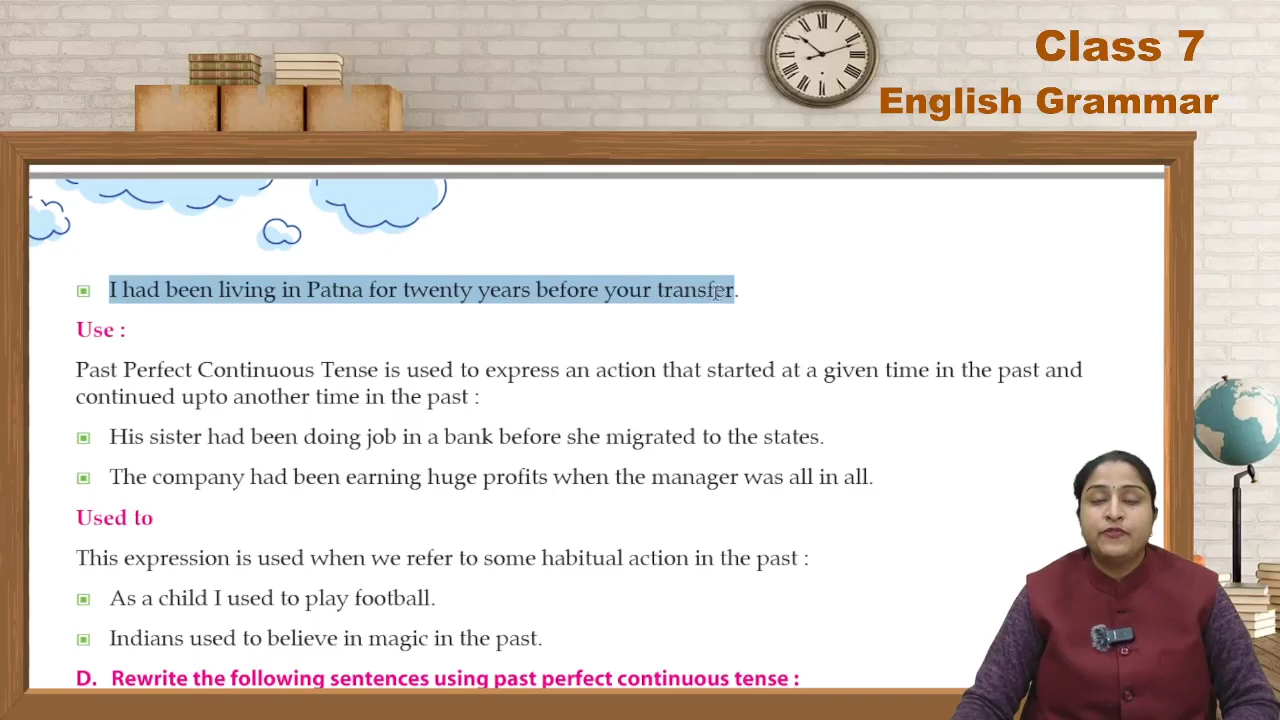 Class 7
English Grammar
I had been living in Patna for twenty years before your transfer.
Use :
Past Perfect Continuous Tense is used to express an action that started at a given time in the past and
continued upto another time in the past :
His sister had been doing job in a bank before she migrated to the states.
The company had been earning huge profits when the manager was all in all.
Used to
This expression is used when we refer to some habitual action in the past :
As a child I used to play football.
Indians used to believe in magic in the past.
D. Rewrite the following sentences using past perfect continuous tense :